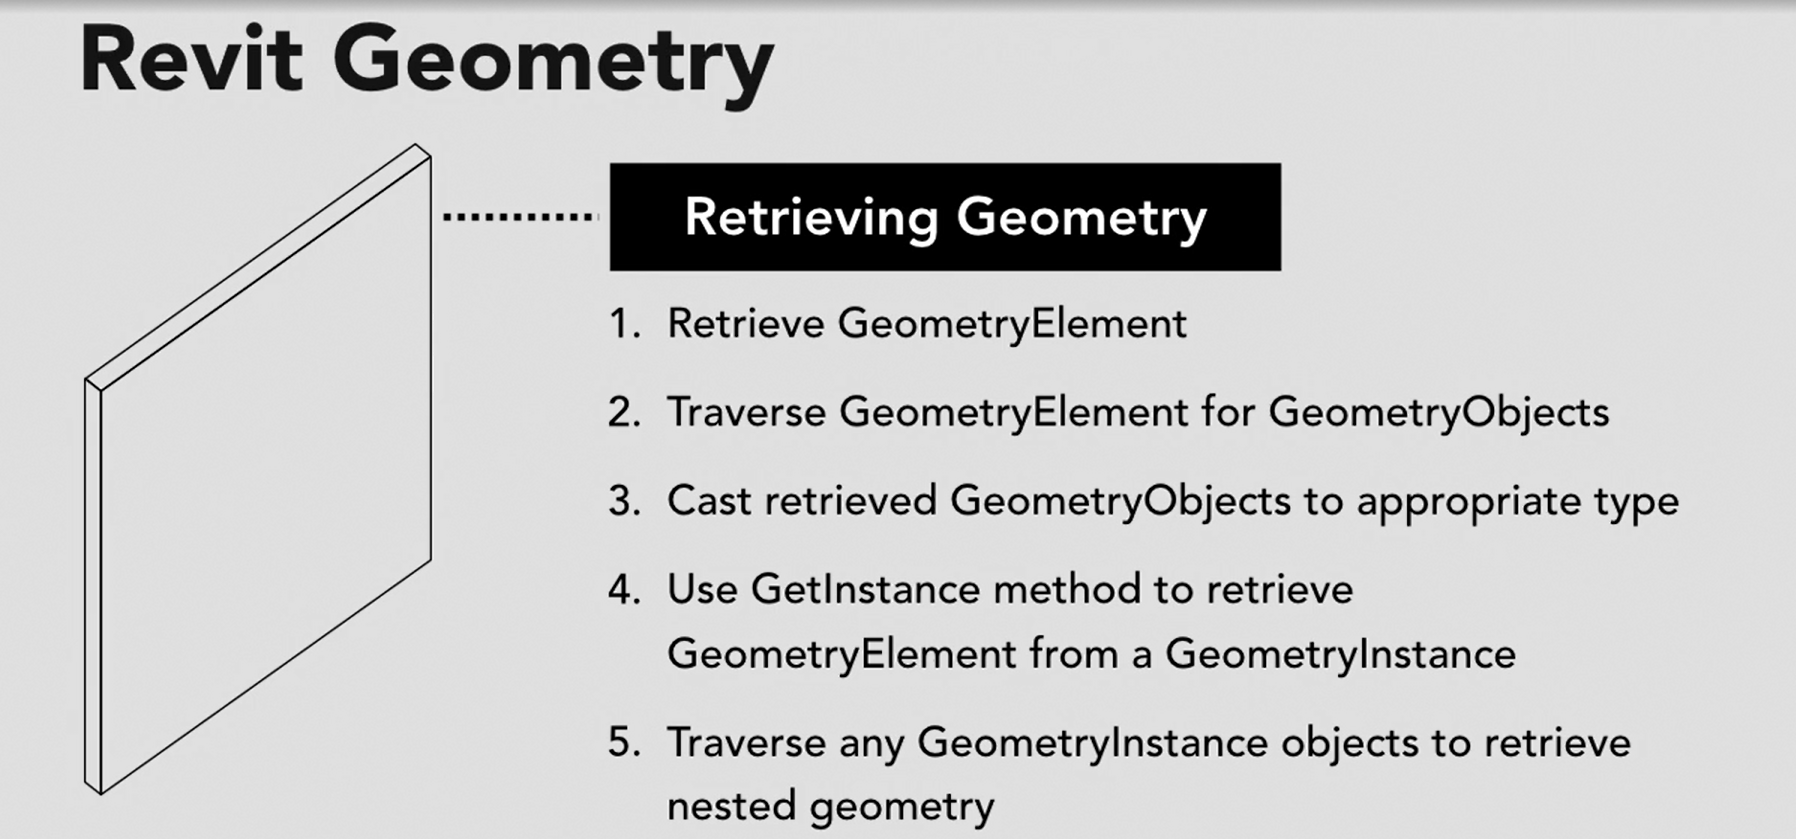 Revit Geometry
Retrieving Geometry
1. Retrieve GeometryElement
2. Traverse GeometryElement for GeometryObjects
3. Cast retrieved GeometryObjects to appropriate type
4. Use GetInstance method to retrieve
GeometryElement from a GeometryInstance
5. Traverse any GeometryInstance objects to retrieve
nested geometry